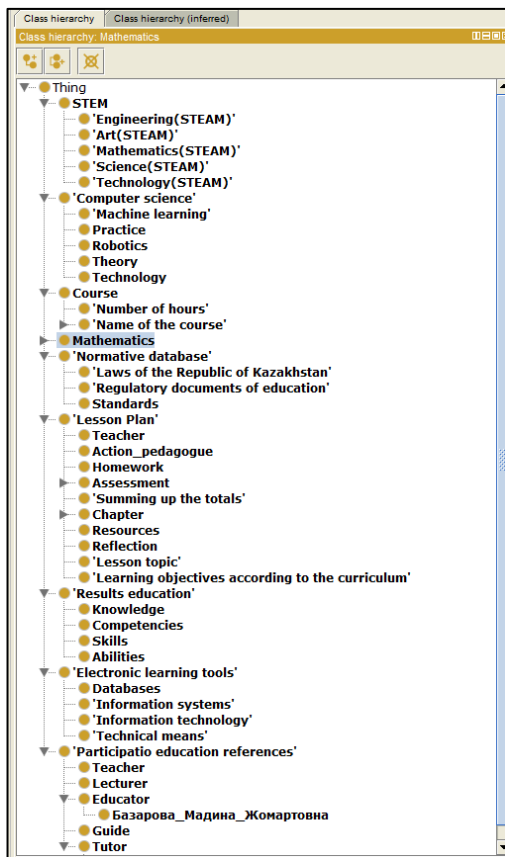 Class hierarchy Class hierarchy (inferred)
Class hierarchy: Mathematics
Thing
STEM
'Engineering(STEAM)'
'Art(STEAM)'
'Mathematics(STEAM)'
'Science(STEAM)'
'Technology(STEAM)'
'Computer science'
'Machine learning'
Practice
Robotics
Theory
Technology
Course
'Number of hours'
'Name of the course'
Mathematics
'Normative database'
'Laws of the Republic of Kazakhstan'
'Regulatory documents of education'
Standards
'Lesson Plan'
Teacher
Action_pedagogue
Homework
Assessment
'Summing up the totals'
Chapter
Resources
Reflection
'Lesson topic'
'Learning objectives according to the curriculum'
'Results education'
Knowledge
Competencies
Skills
Abilities
'Electronic learning tools'
Databases
'Information systems'
'Information technology'
'Technical means'
'Participatio education references'
Teacher
Lecturer
Educator
Базарова_Мадина_Жомартовна
Guide
Tutor